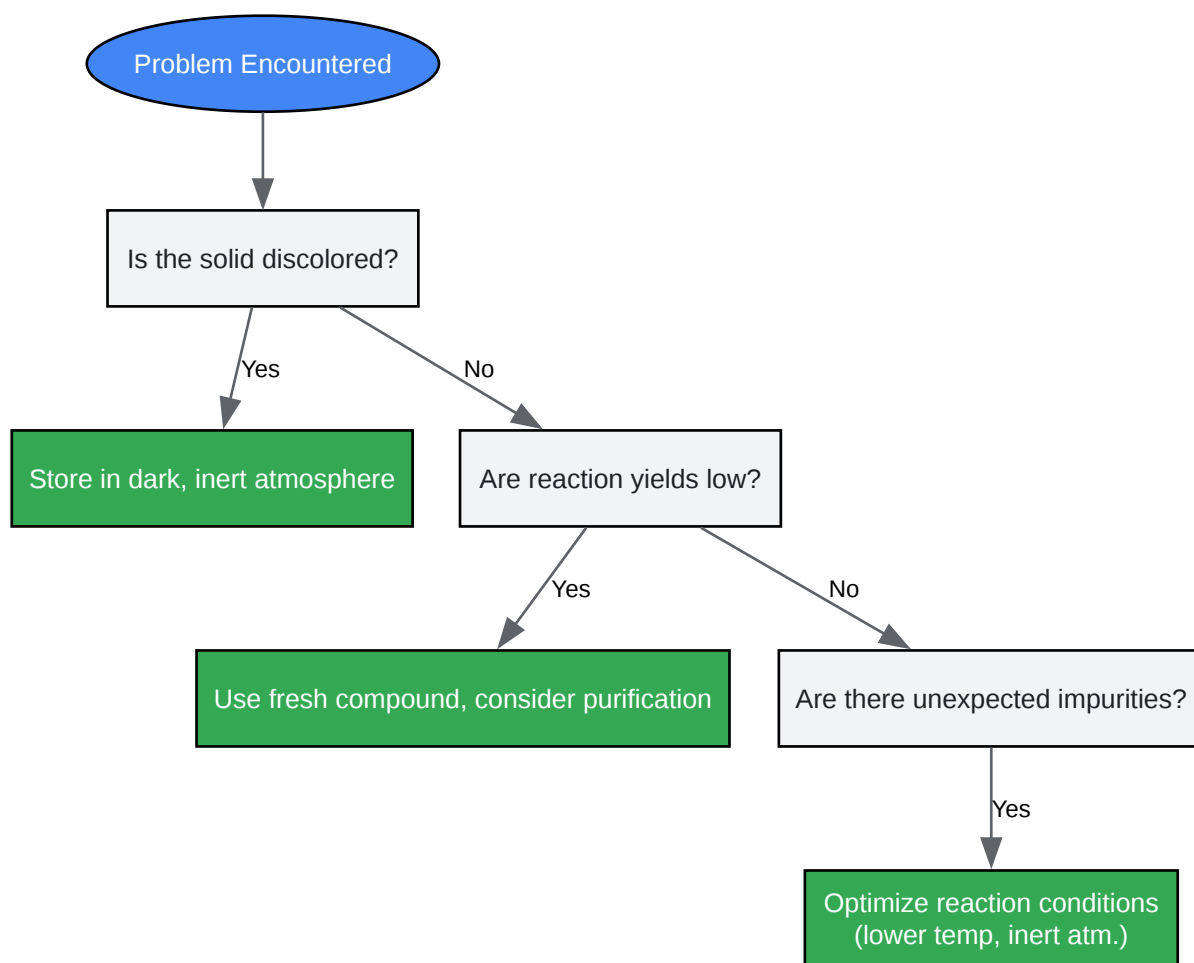 Problem Encountered
Is the solid discolored?
Yes
No
Store in dark, inert atmosphere
Are reaction yields low?
Yes
No
Use fresh compound, consider purification
Are there unexpected impurities?
Yes
Optimize reaction conditions
(lower temp, inert atm.)